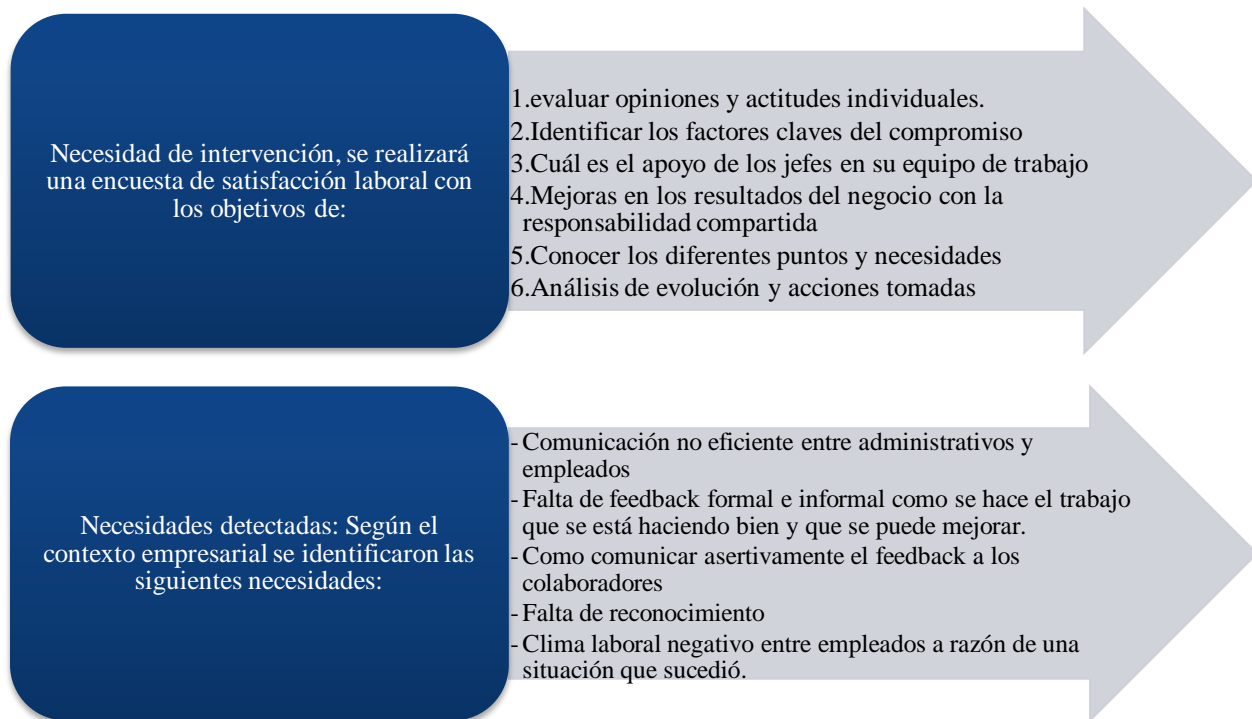 Necesidad de intervención, se realizará
una encuesta de satisfacción laboral con
los objetivos de:
1.evaluar opiniones y actitudes individuales.
2.Identificar los factores claves del compromiso
3.Cuál es el apoyo de los jefes en su equipo de trabajo
4.Mejoras en los resultados del negocio con la
responsabilidad compartida
5.Conocer los diferentes puntos y necesidades
6.Análisis de evolución y acciones tomadas
Necesidades detectadas: Según el
contexto empresarial se identificaron las
siguientes necesidades:
-Comunicación no eficiente entre administrativos y
empleados
-Falta de feedback formal e informal como se hace el trabajo
que se está haciendo bien y que se puede mejorar.
-Como comunicar asertivamente el feedback a los
colaboradores
-Falta de reconocimiento
-Clima laboral negativo entre empleados a razón de una
situación que sucedió.